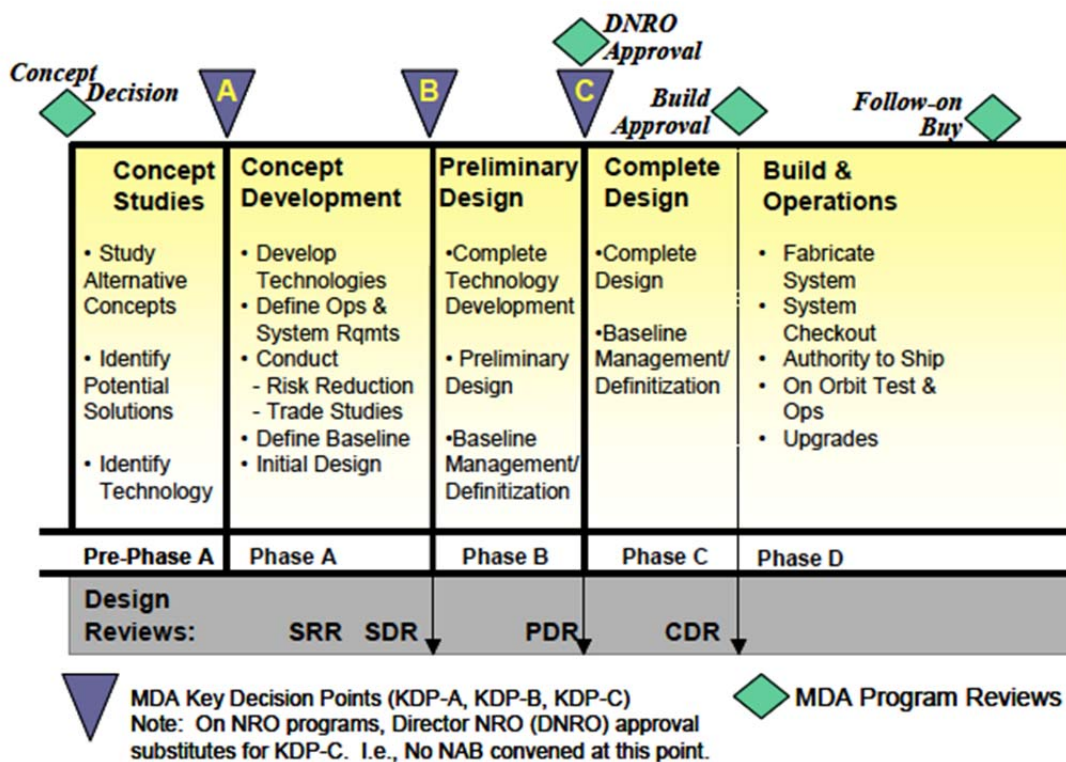 DNRO
Approval
Concept
Decision
A
B
C
Build
Approval
Follow-on
Buy
Concept
Studies
• Study
Alternative
Concepts
• Identify
Potential
Solutions
• Identify
Technology
Concept
Development
• Develop
Technologies
• Define Ops &
System Rqmts
• Conduct
- Risk Reduction
- Trade Studies
• Define Baseline
• Initial Design
Preliminary
Design
•Complete
Technology
Development
• Preliminary
Design
•Baseline
Management/
Definitization
Complete
Design
•Complete
Design
•Baseline
Management/
Definitization
Build &
Operations
• Fabricate
System
• System
Checkout
• Authority to Ship
• On Orbit Test &
Ops
• Upgrades
Pre-Phase A
Phase A
Phase B
Phase C
Phase D
Design
Reviews:
SRR
SDR
PDR
CDR
MDA Key Decision Points (KDP-A, KDP-B, KDP-C)
Note: On NRO programs, Director NRO (DNRO) approval
substitutes for KDP-C. I.e., No NAB convened at this point.
MDA Program Reviews